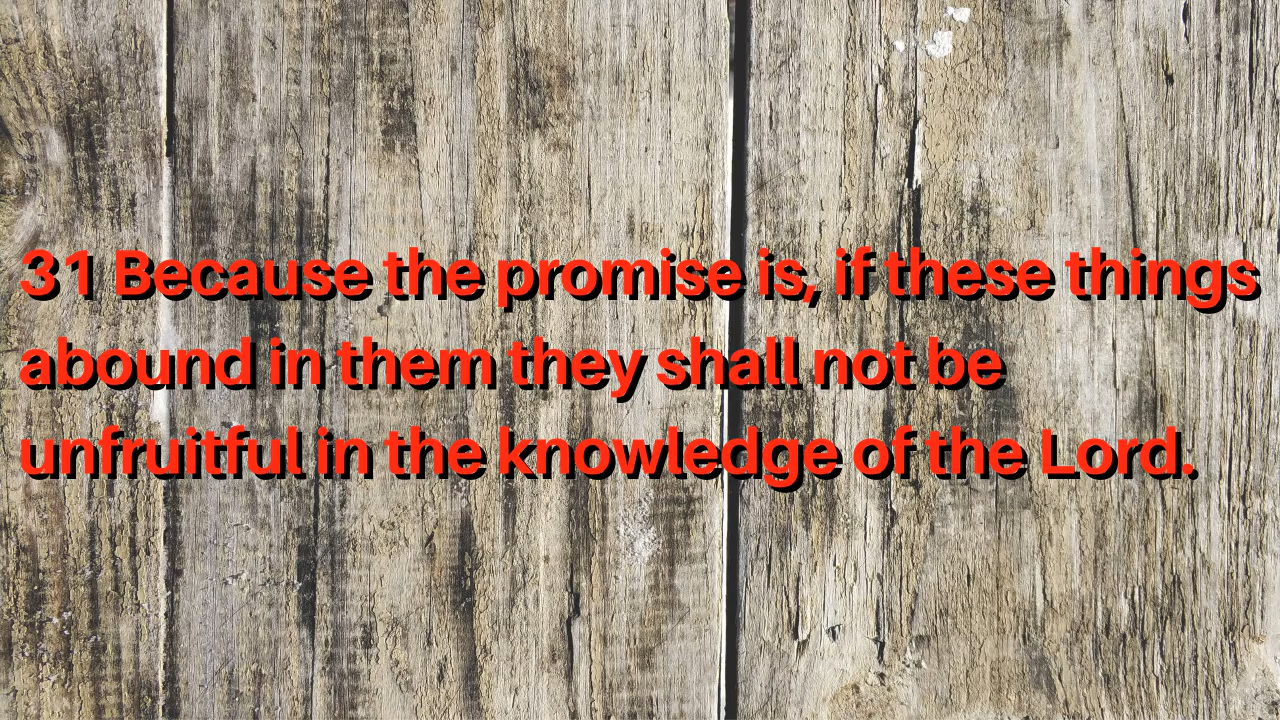 31 Because the promise is, if these things
abound in them they shall not be
unfruitful in the knowledge of the Lord.